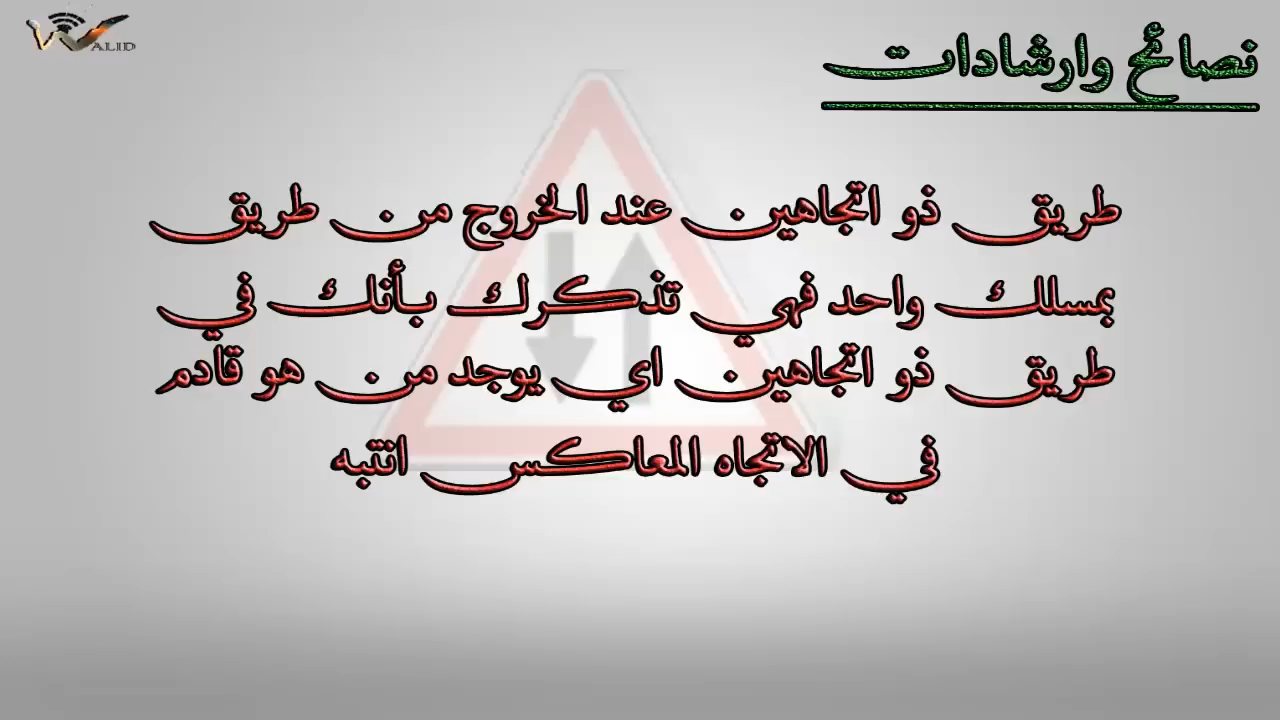 WALID
نصائح وارشادات
طريق ذو اتجاهين عند الخروج من طريق
بمسلك واحد فهي تذكرك بأنك في
طريق ذو اتجاهين اي يوجد من هو قادم
في الاتجاه المعاكس انتبه